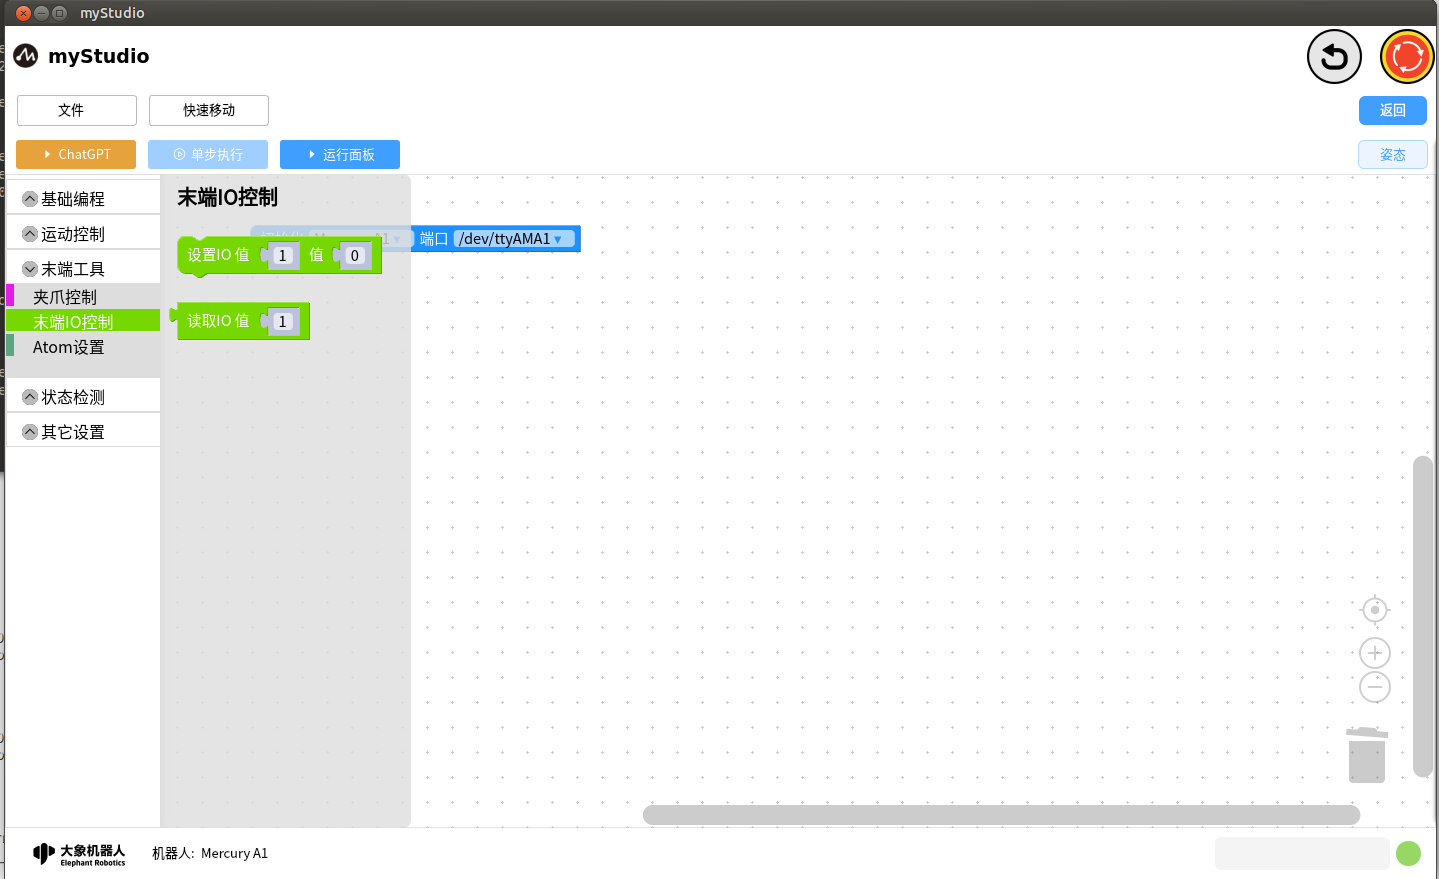 myStudio
myStudio
文件
快速移动
返回
ChatGPT
单步执行
运行面板
姿态
基础编程
运动控制
末端工具
夹爪控制
末端IO控制
Atom设置
状态检测
其它设置
末端IO控制
A1 端口 /dev/ttyAMA1
设置IO 值 1 值 0
读取IO 值 1
大象机器人
Elephant Robotics
机器人: Mercury A1